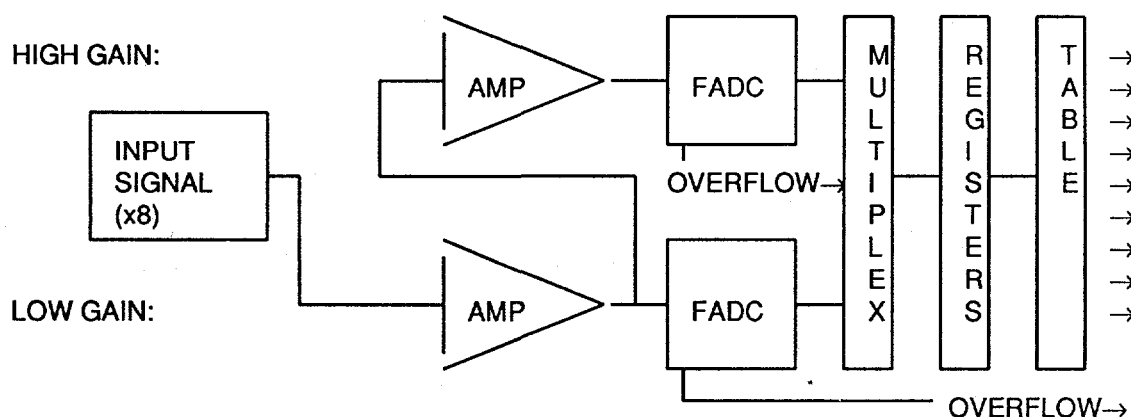 HIGH GAIN:
AMP
FADC
MULTIPLEX
REGISTERS
TABLE
INPUT
SIGNAL
(x8)
OVERFLOW→
LOW GAIN:
AMP
FADC
OVERFLOW→